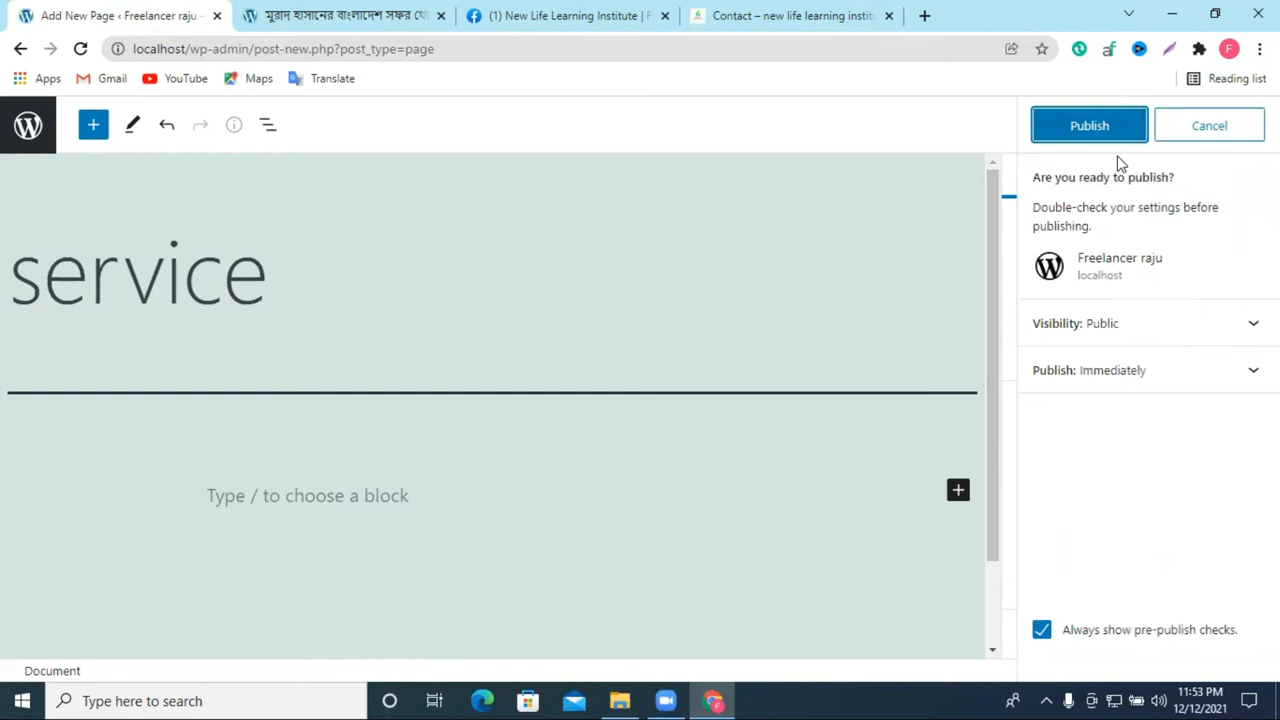 Add New Page ‹ Freelancer raju -
মুরাদ হাসানের বাংলাদেশ সফর থে
(1) New Life Learning Institute | F
Contact – new life learning instit
localhost/wp-admin/post-new.php?post_type=page
F
Apps
Gmail
YouTube
Maps
Translate
Reading list
Publish
Cancel
Are you ready to publish?
Double-check your settings before
publishing.
Freelancer raju
localhost
Visibility: Public
Publish: Immediately
service
Type / to choose a block
Always show pre-publish checks.
Document
Type here to search
11:53 PM
12/12/2021